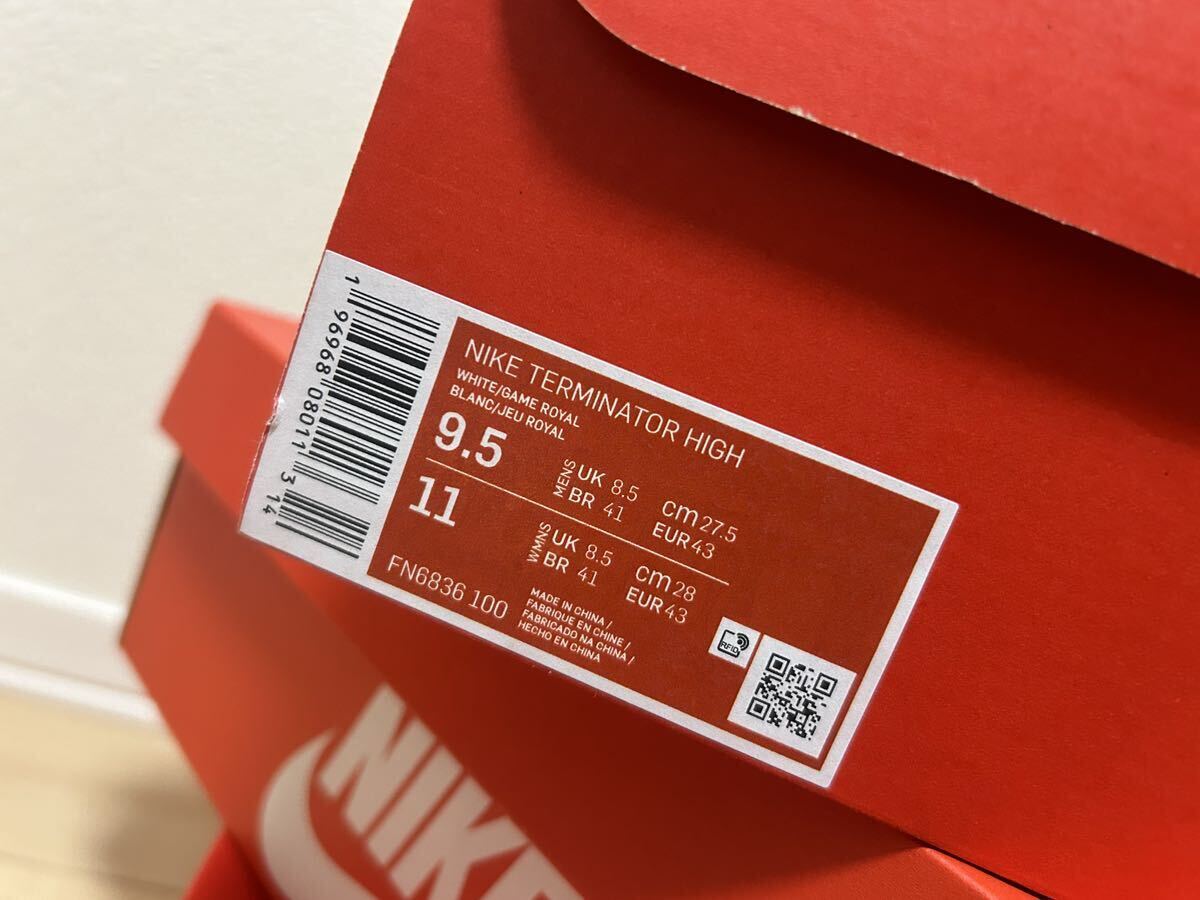 NIKE TERMINATOR HIGH
WHITE/GAME ROYAL
BLANC/JEU ROYAL
9.5
MENS UK 8.5 cm 27.5
BR 41 EUR 43
11
WMNS UK 8.5 cm 28
BR 41 EUR 43
FN6836 100
MADE IN CHINA /
FABRIQUE EN CHINE /
FABRICADO NA CHINA /
HECHO EN CHINA
RFID
1 96968 08011 3 14
NIKE